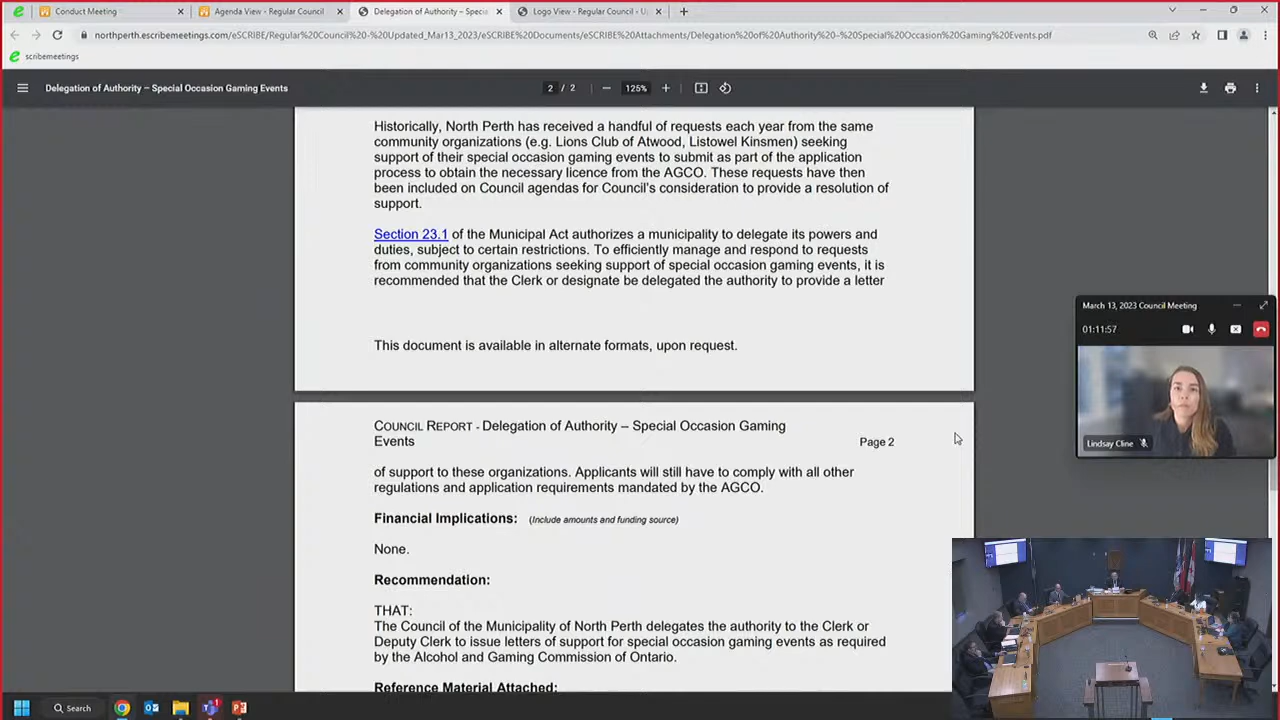 Conduct Meeting
Agenda View - Regular Council
Delegation of Authority – Specia
Logo View - Regular Council - U
northperth.escribemeetings.com/eSCRIBE/Regular%20Council%20-%20Updated_Mar13_2023/eSCRIBE%20Documents/eSCRIBE%20Attachments/Delegation%20of%20Authority%20-%20Special%20Occasion%20Gaming%20Events.pdf
scribemeetings
Delegation of Authority – Special Occasion Gaming Events
2 / 2
125%
Historically, North Perth has received a handful of requests each year from the same
community organizations (e.g. Lions Club of Atwood, Listowel Kinsmen) seeking
support of their special occasion gaming events to submit as part of the application
process to obtain the necessary licence from the AGCO. These requests have then
been included on Council agendas for Council's consideration to provide a resolution of
support.
Section 23.1 of the Municipal Act authorizes a municipality to delegate its powers and
duties, subject to certain restrictions. To efficiently manage and respond to requests
from community organizations seeking support of special occasion gaming events, it is
recommended that the Clerk or designate be delegated the authority to provide a letter
This document is available in alternate formats, upon request.
March 13, 2023 Council Meeting
01:11:57
Lindsay Cline
COUNCIL REPORT - Delegation of Authority – Special Occasion Gaming
Events
Page 2
of support to these organizations. Applicants will still have to comply with all other
regulations and application requirements mandated by the AGCO.
Financial Implications: (Include amounts and funding source)
None.
Recommendation:
THAT:
The Council of the Municipality of North Perth delegates the authority to the Clerk or
Deputy Clerk to issue letters of support for special occasion gaming events as required
by the Alcohol and Gaming Commission of Ontario.
Reference Material Attached:
Search